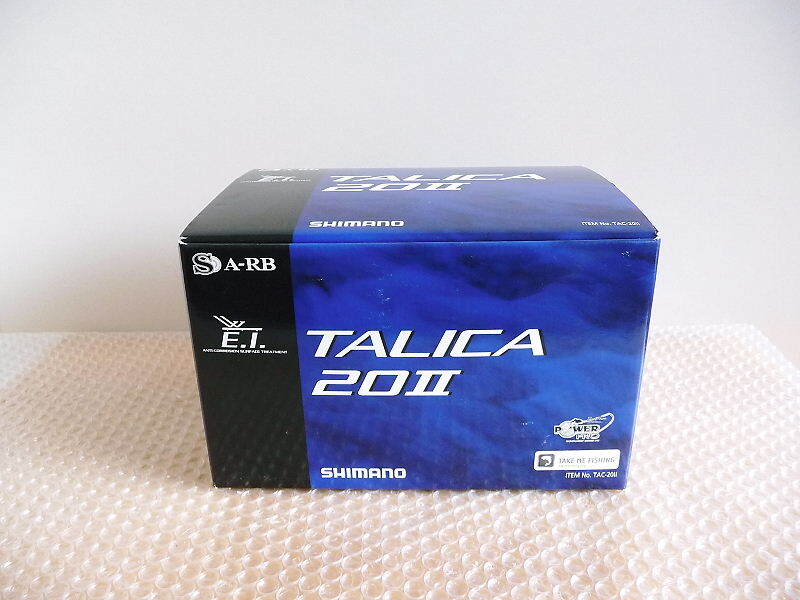 E.I.
TALICA
20II
SHIMANO
ITEM No. TAC-20II
S A-RB
E.I.
ANTI-CORROSION SURFACE TREATMENT
TALICA
20II
POWER
PRO
TAKE ME FISHING
SHIMANO
ITEM No. TAC-20II